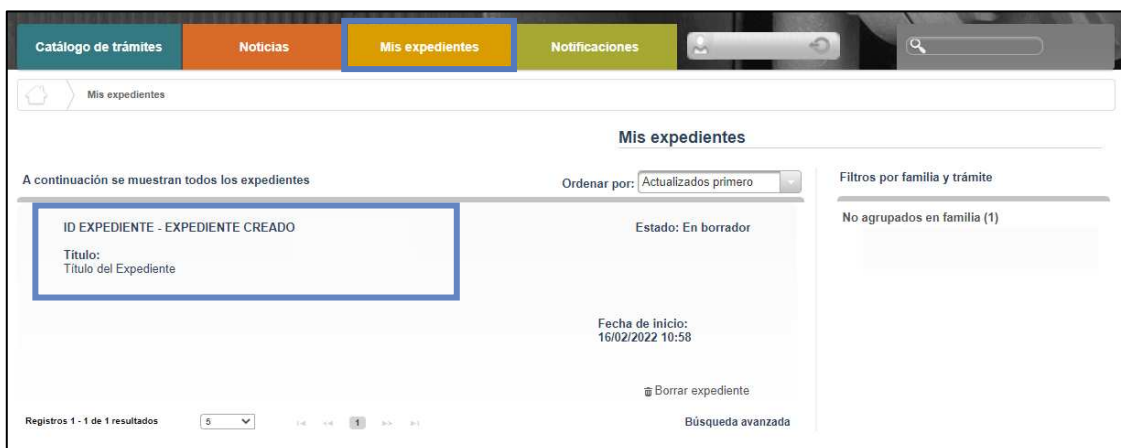 Catálogo de trámites Noticias Mis expedientes Notificaciones
Mis expedientes
Mis expedientes
A continuación se muestran todos los expedientes
Ordenar por: Actualizados primero
Filtros por familia y trámite
ID EXPEDIENTE - EXPEDIENTE CREADO
Estado: En borrador
No agrupados en familia (1)
Título:
Título del Expediente
Fecha de inicio:
16/02/2022 10:58
Borrar expediente
Registros 1 - 1 de 1 resultados 5 1 Búsqueda avanzada